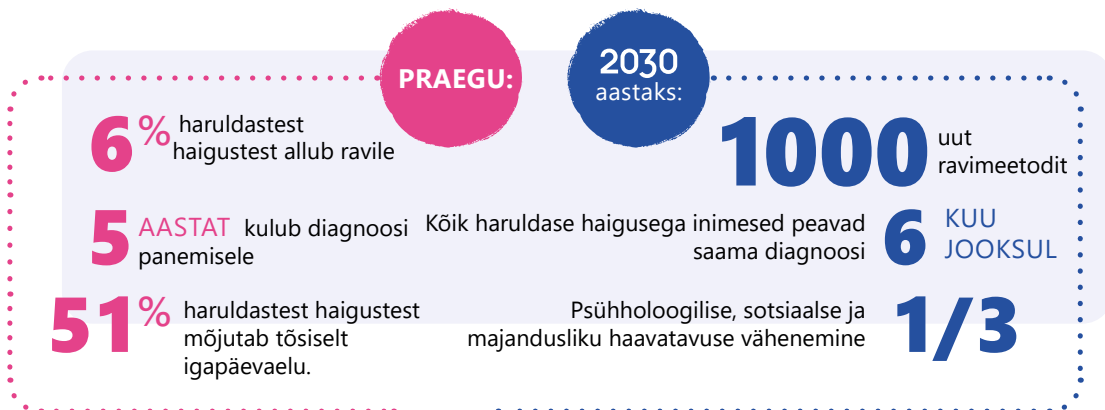 PRAEGU:
6% haruldastest
haigustest allub ravile
5 AASTAT kulub diagnoosi
panemisele
51% haruldastest haigustest
mõjutab tõsiselt
igapäevaelu.
2030
aastaks:
1000 uut
ravimeetodit
Kõik haruldase haigusega inimesed peavad
saama diagnoosi 6 KUU
JOOKSUL
Psühholoogilise, sotsiaalse ja
majandusliku haavatavuse vähenemine 1/3